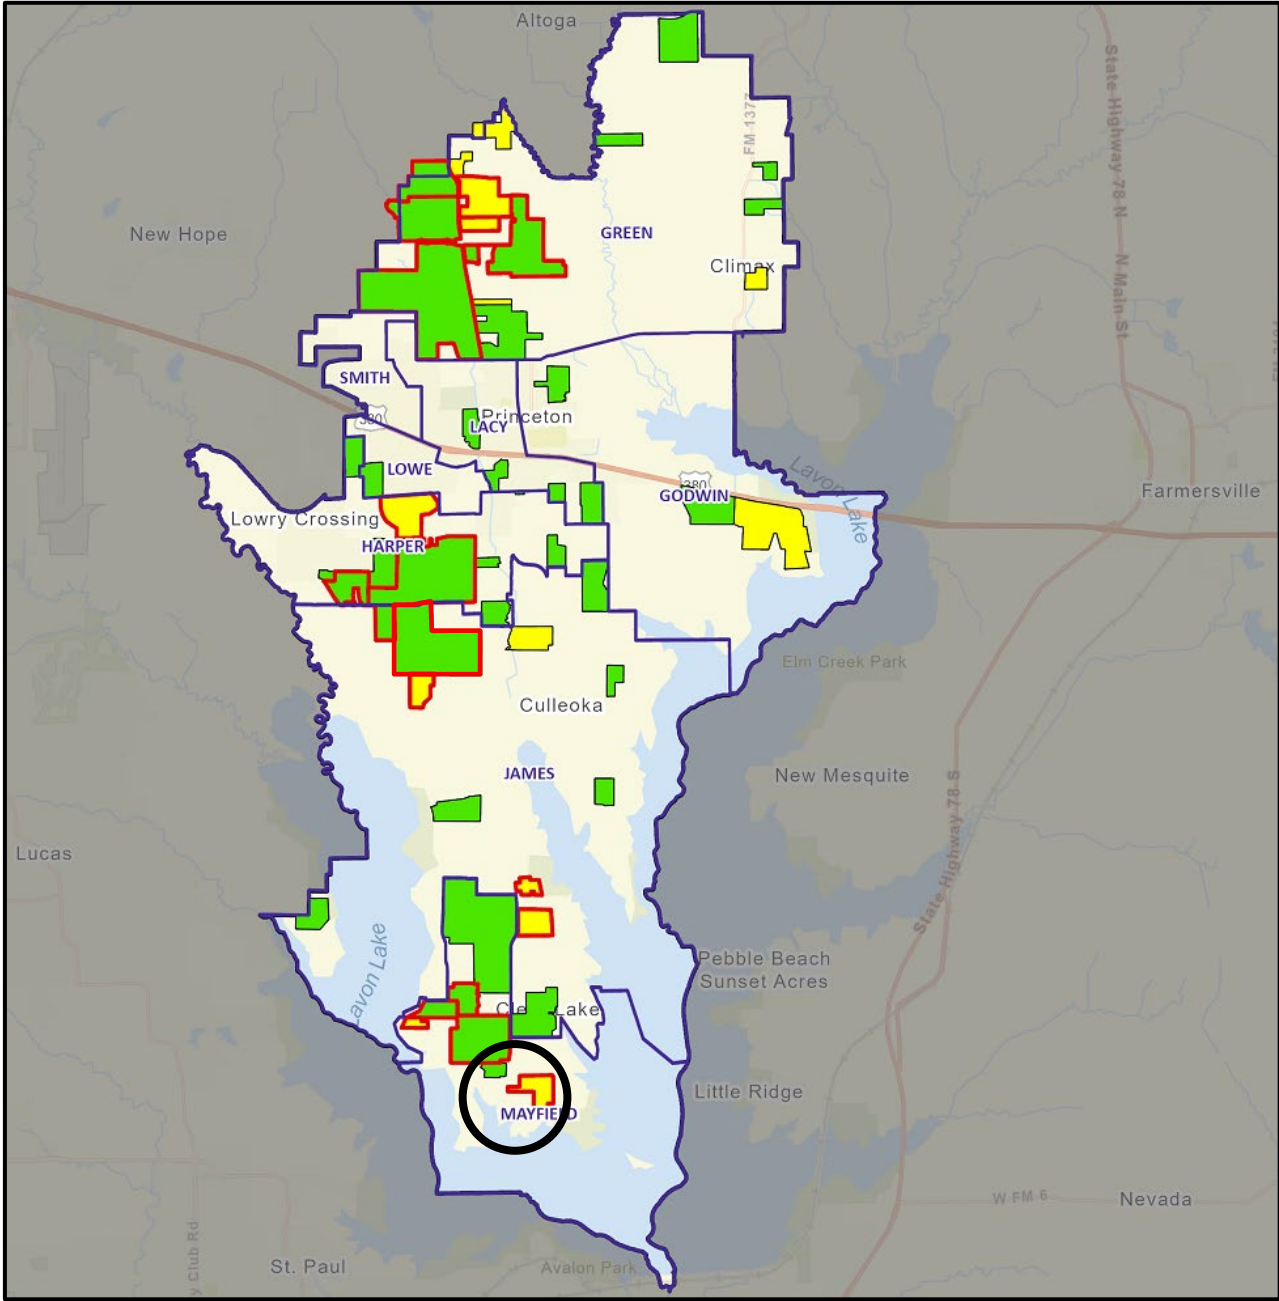 Altoga
State Highway 78 N
N Main St
FM 1377
New Hope
GREEN
Climax
SMITH
380
Princeton
LACY
LOWE
380
GODWIN
Lavon Lake
Farmersville
Lowry Crossing
HARPER
Elm Creek Park
Culleoka
JAMES
New Mesquite
State Highway 78 S
Lucas
Lavon Lake
Pebble Beach
Sunset Acres
Lake
Little Ridge
MAYFIELD
W FM 6
Nevada
Club Rd
St. Paul
Avalon Park